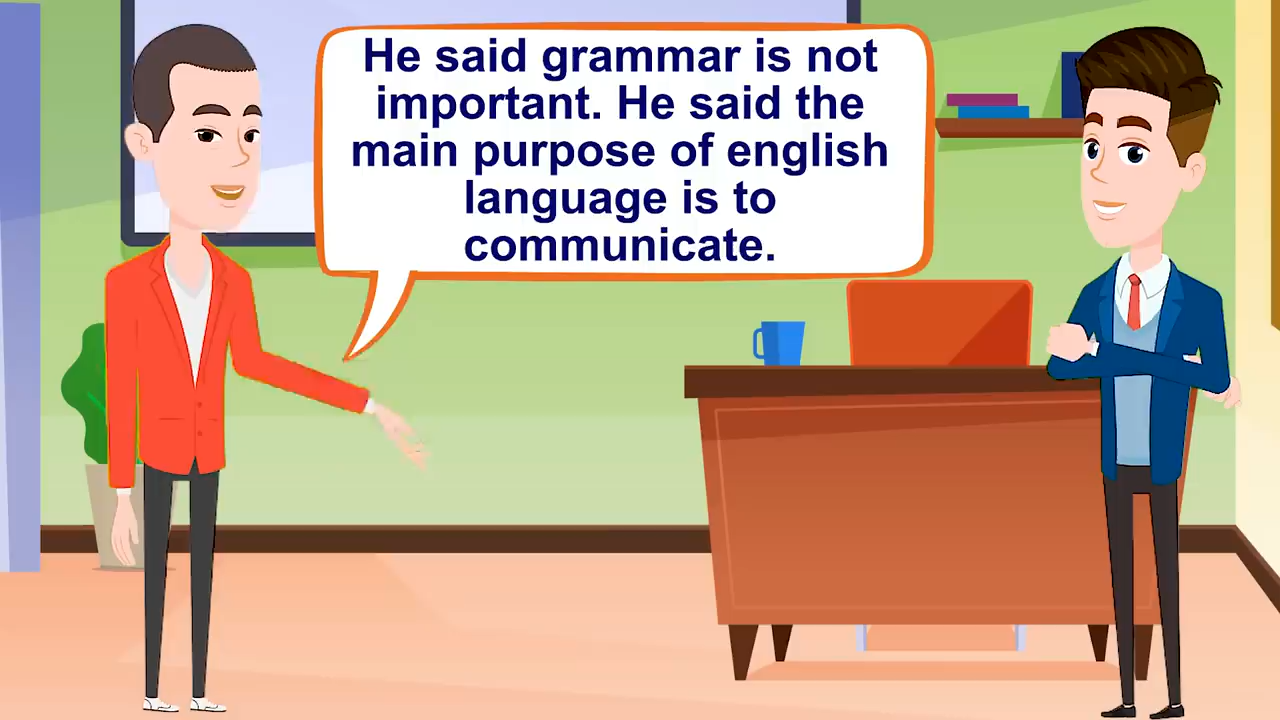 He said grammar is not
important. He said the
main purpose of english
language is to
communicate.